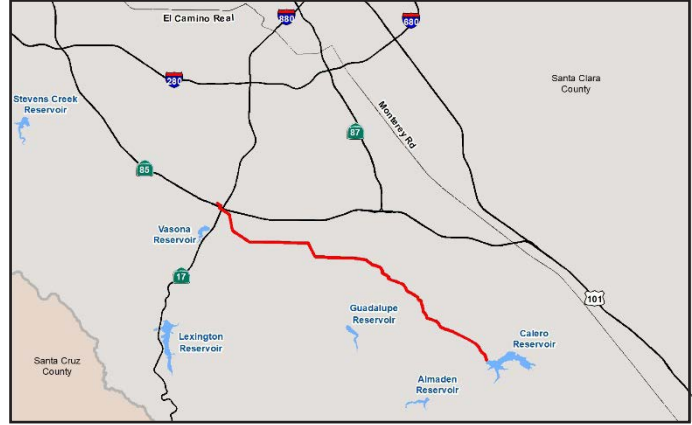 El Camino Real
880
680
280
Santa Clara
County
Stevens Creek
Reservoir
Monterey Rd
87
85
Vasona
Reservoir
17
101
Guadalupe
Reservoir
Lexington
Reservoir
Calero
Reservoir
Santa Cruz
County
Almaden
Reservoir